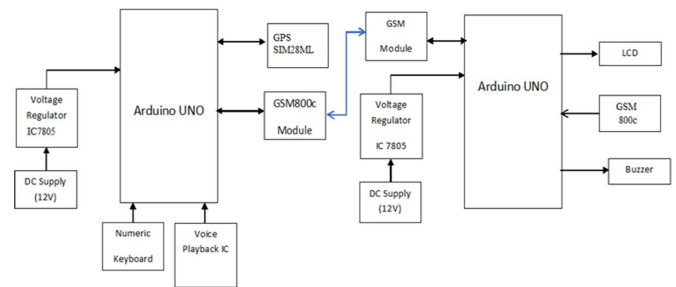 Arduino UNO
GPS
SIM28ML
GSM800c
Module
Voltage
Regulator
IC7805
DC Supply
(12V)
Numeric
Keyboard
Voice
Playback IC
GSM
Module
Voltage
Regulator
IC 7805
DC Supply
(12V)
Arduino UNO
LCD
GSM
800c
Buzzer